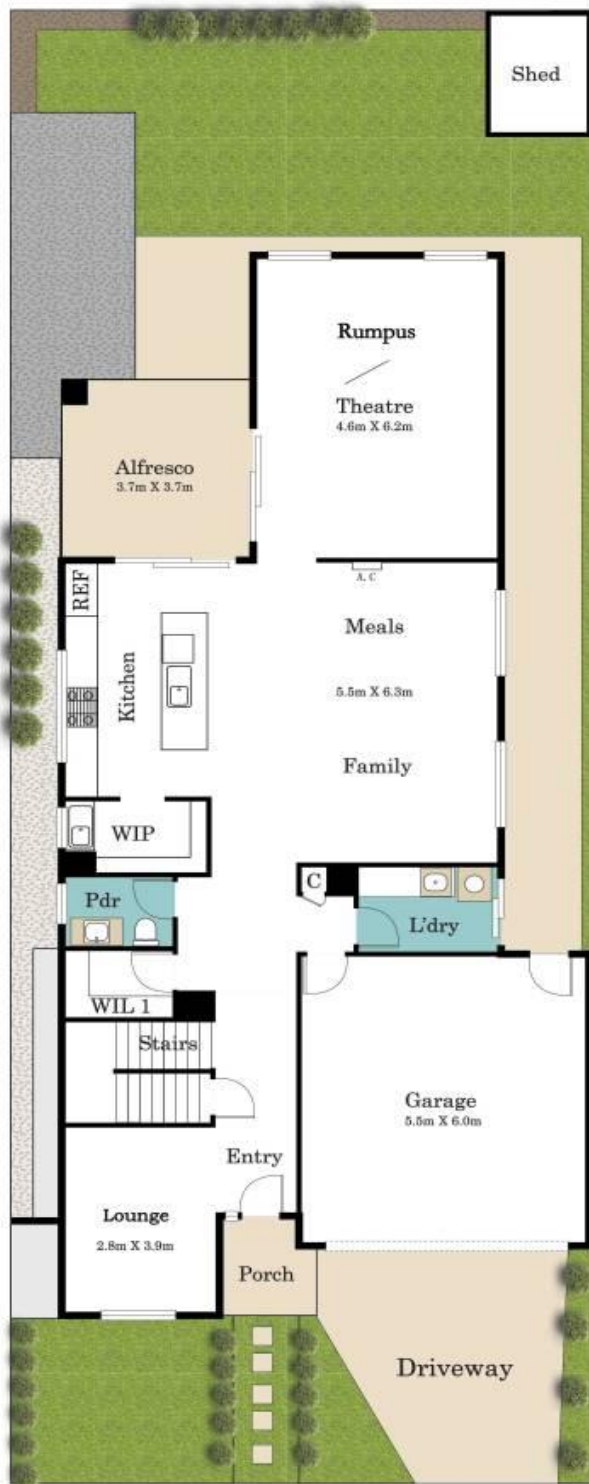 Shed
Rumpus
Theatre
4.6m X 6.2m
Alfresco
3.7m X 3.7m
REF
A. C
Meals
Kitchen
5.5m X 6.3m
Family
WIP
C
Pdr
L'dry
WIL 1
Stairs
Garage
5.5m X 6.0m
Entry
Lounge
2.8m X 3.9m
Porch
Driveway